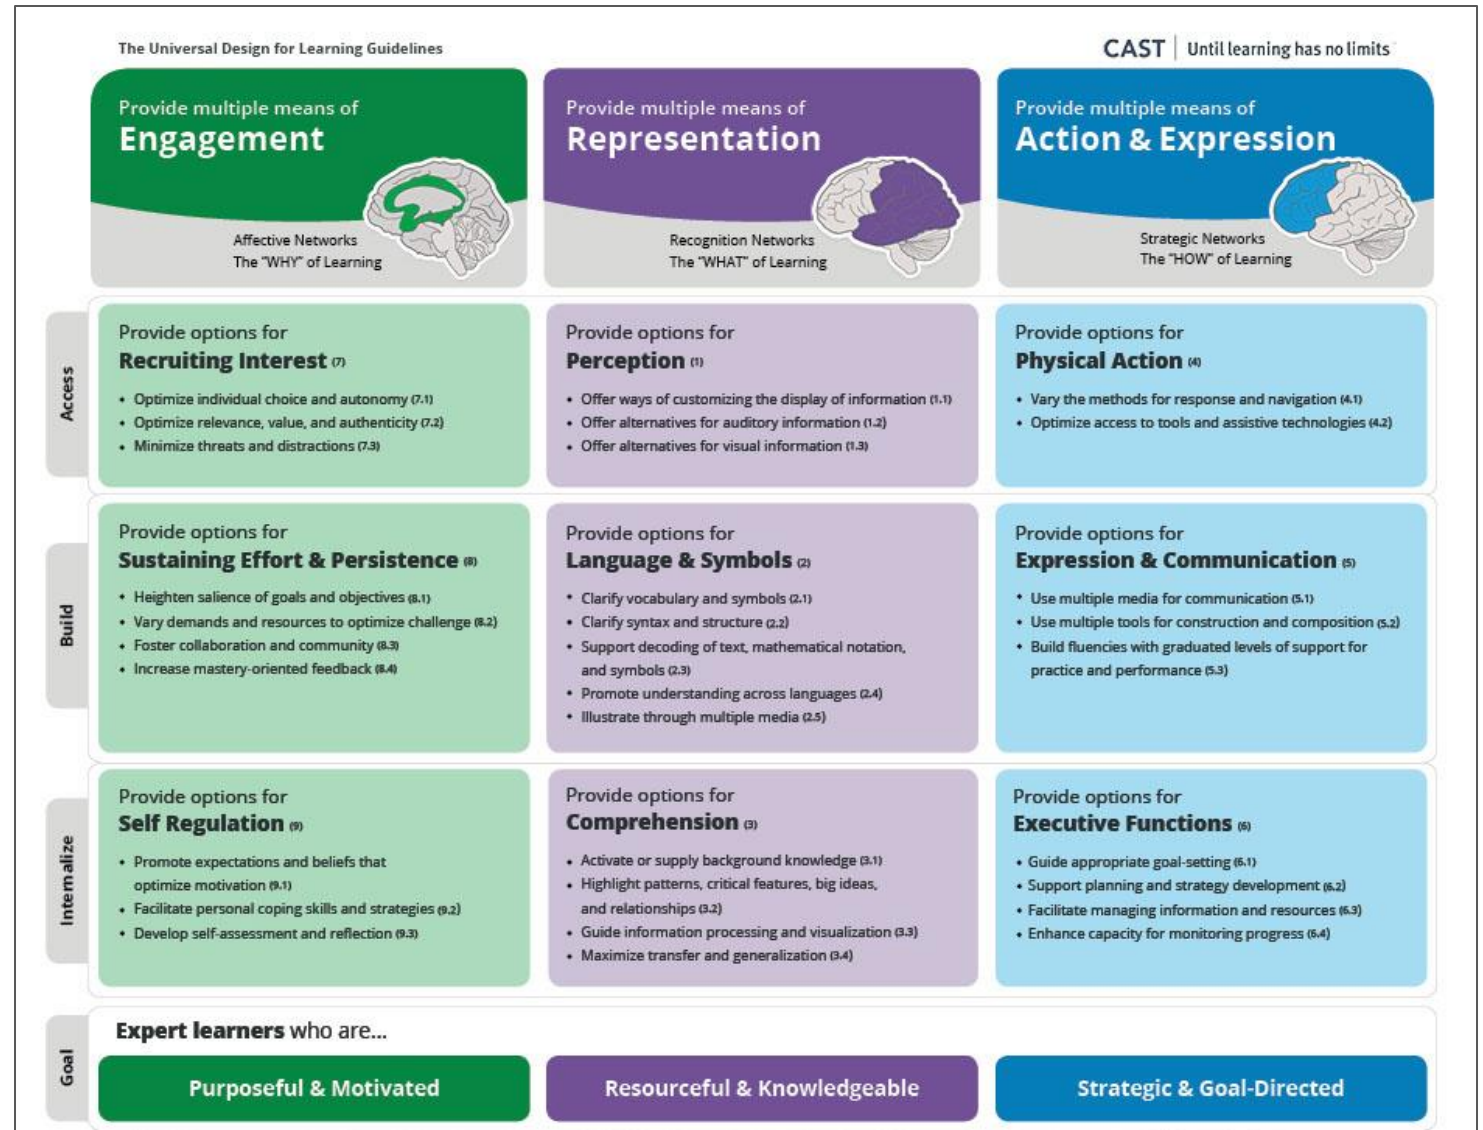 The Universal Design for Learning Guidelines
CAST | Until learning has no limits
Provide multiple means of
Engagement
Affective Networks
The "WHY" of Learning
Provide multiple means of
Representation
Recognition Networks
The "WHAT" of Learning
Provide multiple means of
Action & Expression
Strategic Networks
The "HOW" of Learning
Access
Provide options for
Recruiting Interest (7)
• Optimize individual choice and autonomy (7.1)
• Optimize relevance, value, and authenticity (7.2)
• Minimize threats and distractions (7.3)
Provide options for
Perception (1)
• Offer ways of customizing the display of information (1.1)
• Offer alternatives for auditory information (1.2)
• Offer alternatives for visual information (1.3)
Provide options for
Physical Action (4)
• Vary the methods for response and navigation (4.1)
• Optimize access to tools and assistive technologies (4.2)
Build
Provide options for
Sustaining Effort & Persistence (8)
• Heighten salience of goals and objectives (8.1)
• Vary demands and resources to optimize challenge (8.2)
• Foster collaboration and community (8.3)
• Increase mastery-oriented feedback (8.4)
Provide options for
Language & Symbols (2)
• Clarify vocabulary and symbols (2.1)
• Clarify syntax and structure (2.2)
• Support decoding of text, mathematical notation,
and symbols (2.3)
• Promote understanding across languages (2.4)
• Illustrate through multiple media (2.5)
Provide options for
Expression & Communication (5)
• Use multiple media for communication (5.1)
• Use multiple tools for construction and composition (5.2)
• Build fluencies with graduated levels of support for
practice and performance (5.3)
Internalize
Provide options for
Self Regulation (9)
• Promote expectations and beliefs that
optimize motivation (9.1)
• Facilitate personal coping skills and strategies (9.2)
• Develop self-assessment and reflection (9.3)
Provide options for
Comprehension (3)
• Activate or supply background knowledge (3.1)
• Highlight patterns, critical features, big ideas,
and relationships (3.2)
• Guide information processing and visualization (3.3)
• Maximize transfer and generalization (3.4)
Provide options for
Executive Functions (6)
• Guide appropriate goal-setting (6.1)
• Support planning and strategy development (6.2)
• Facilitate managing information and resources (6.3)
• Enhance capacity for monitoring progress (6.4)
Goal
Expert learners who are...
Purposeful & Motivated
Resourceful & Knowledgeable
Strategic & Goal-Directed